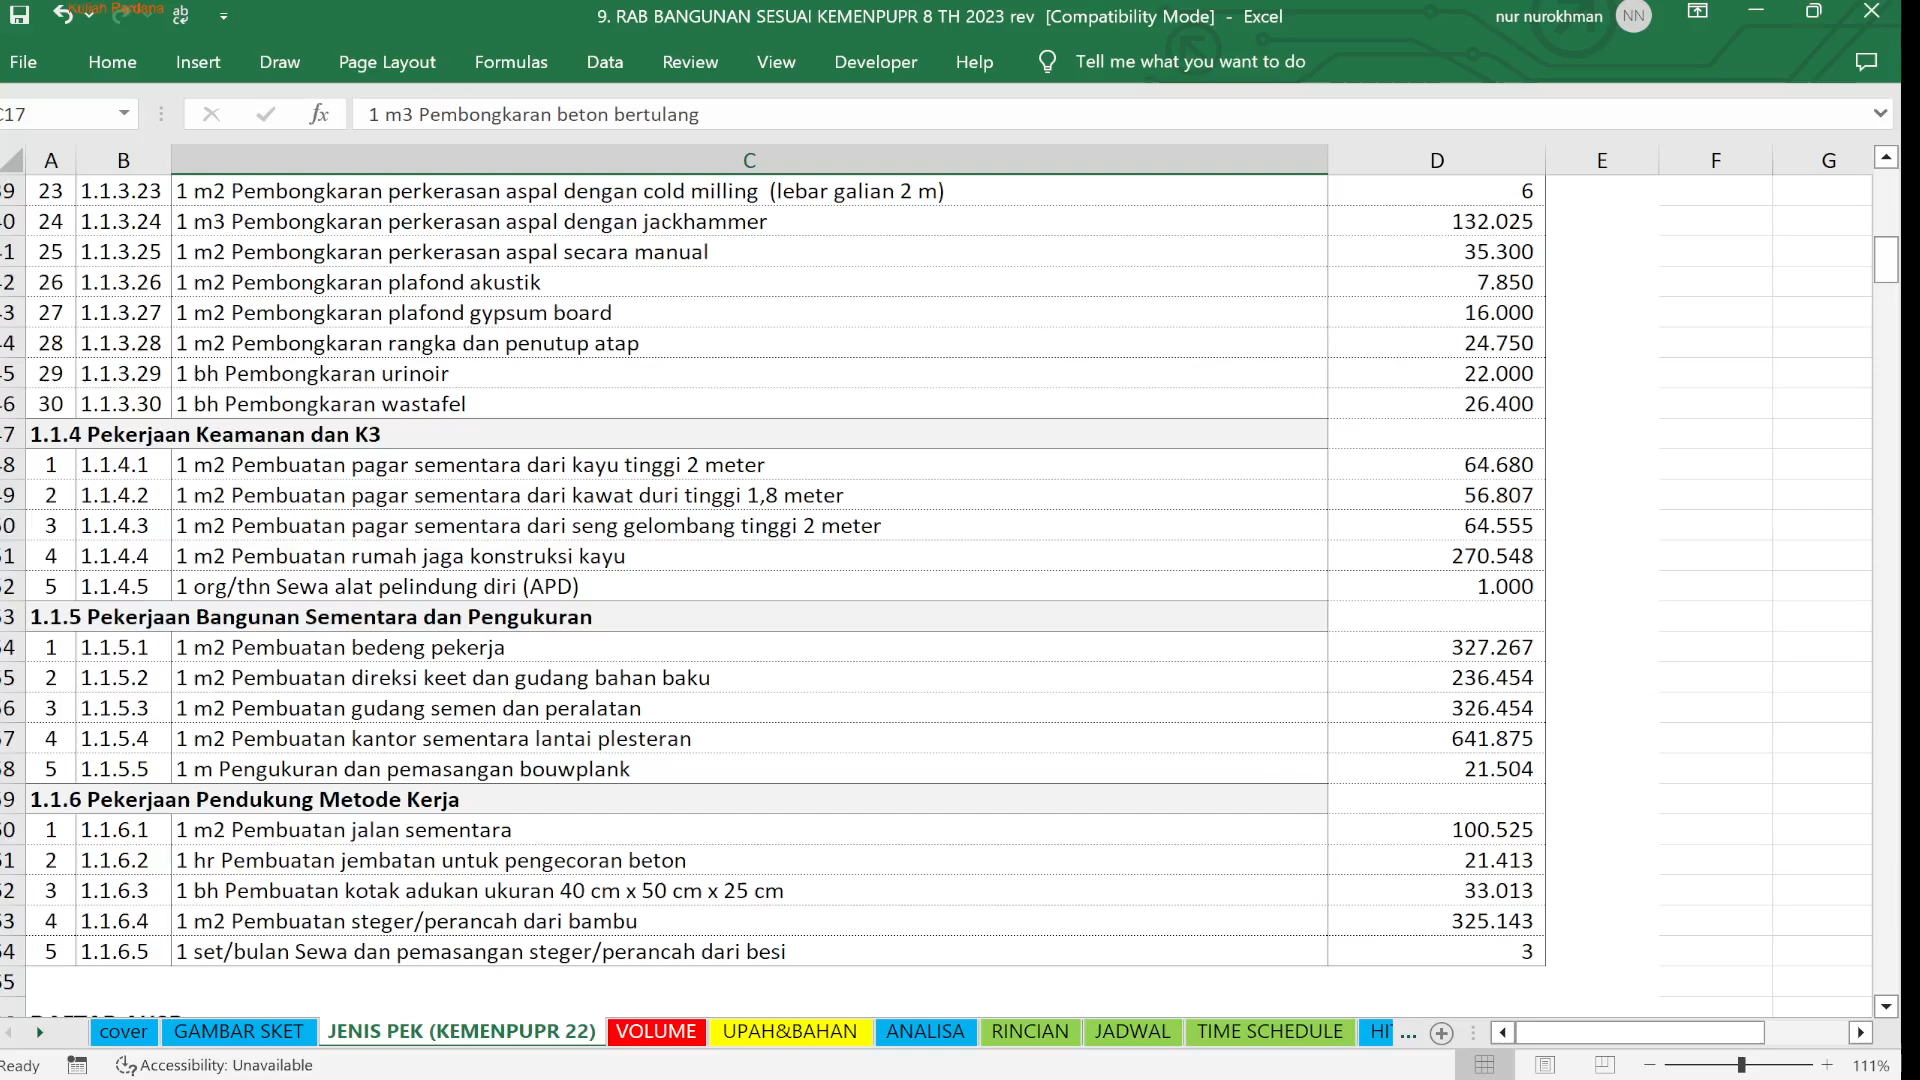 Kuliah Perdana
9. RAB BANGUNAN SESUAI KEMENPUPR 8 TH 2023 rev [Compatibility Mode] - Excel
nur nurokhman NN
File Home Insert Draw Page Layout Formulas Data Review View Developer Help Tell me what you want to do
C17 fx 1 m3 Pembongkaran beton bertulang
A B C D E F G
23 1.1.3.23 1 m2 Pembongkaran perkerasan aspal dengan cold milling (lebar galian 2 m) 6
24 1.1.3.24 1 m3 Pembongkaran perkerasan aspal dengan jackhammer 132.025
25 1.1.3.25 1 m2 Pembongkaran perkerasan aspal secara manual 35.300
26 1.1.3.26 1 m2 Pembongkaran plafond akustik 7.850
27 1.1.3.27 1 m2 Pembongkaran plafond gypsum board 16.000
28 1.1.3.28 1 m2 Pembongkaran rangka dan penutup atap 24.750
29 1.1.3.29 1 bh Pembongkaran urinoir 22.000
30 1.1.3.30 1 bh Pembongkaran wastafel 26.400
1.1.4 Pekerjaan Keamanan dan K3
1 1.1.4.1 1 m2 Pembuatan pagar sementara dari kayu tinggi 2 meter 64.680
2 1.1.4.2 1 m2 Pembuatan pagar sementara dari kawat duri tinggi 1,8 meter 56.807
3 1.1.4.3 1 m2 Pembuatan pagar sementara dari seng gelombang tinggi 2 meter 64.555
4 1.1.4.4 1 m2 Pembuatan rumah jaga konstruksi kayu 270.548
5 1.1.4.5 1 org/thn Sewa alat pelindung diri (APD) 1.000
1.1.5 Pekerjaan Bangunan Sementara dan Pengukuran
1 1.1.5.1 1 m2 Pembuatan bedeng pekerja 327.267
2 1.1.5.2 1 m2 Pembuatan direksi keet dan gudang bahan baku 236.454
3 1.1.5.3 1 m2 Pembuatan gudang semen dan peralatan 326.454
4 1.1.5.4 1 m2 Pembuatan kantor sementara lantai plesteran 641.875
5 1.1.5.5 1 m Pengukuran dan pemasangan bouwplank 21.504
1.1.6 Pekerjaan Pendukung Metode Kerja
1 1.1.6.1 1 m2 Pembuatan jalan sementara 100.525
2 1.1.6.2 1 hr Pembuatan jembatan untuk pengecoran beton 21.413
3 1.1.6.3 1 bh Pembuatan kotak adukan ukuran 40 cm x 50 cm x 25 cm 33.013
4 1.1.6.4 1 m2 Pembuatan steger/perancah dari bambu 325.143
5 1.1.6.5 1 set/bulan Sewa dan pemasangan steger/perancah dari besi 3
cover GAMBAR SKET JENIS PEK (KEMENPUPR 22) VOLUME UPAH&BAHAN ANALISA RINCIAN JADWAL TIME SCHEDULE HI ...
Ready Accessibility: Unavailable 111%